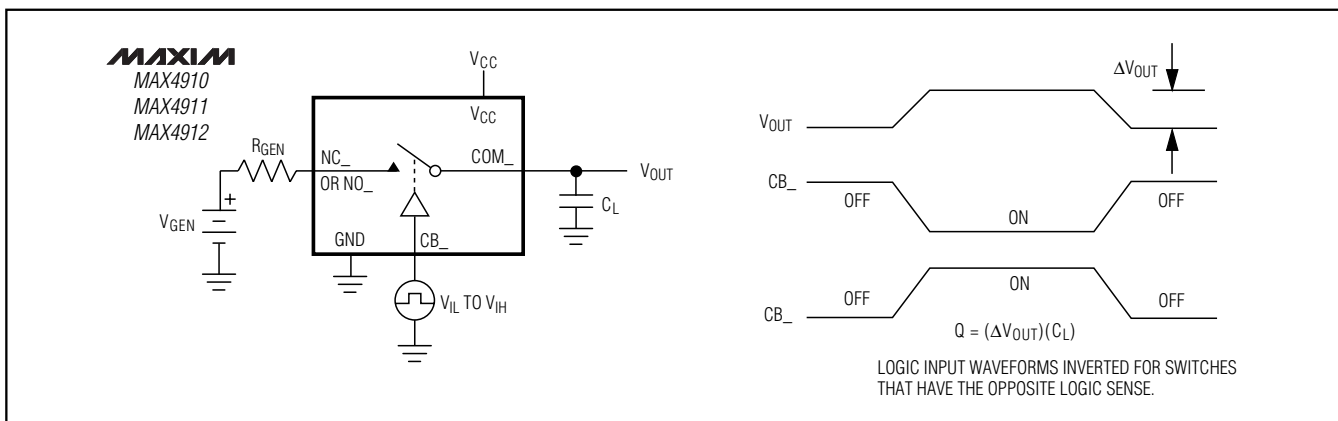 MAXIM
MAX4910
MAX4911
MAX4912
VCC
VCC
RGEN
NC_
OR NO_
COM_
VOUT
CL
+
VGEN
GND
CB_
VIL TO VIH
ΔVOUT
VOUT
CB_
OFF
ON
OFF
CB_
OFF
ON
OFF
Q = (ΔVOUT)(CL)
LOGIC INPUT WAVEFORMS INVERTED FOR SWITCHES
THAT HAVE THE OPPOSITE LOGIC SENSE.